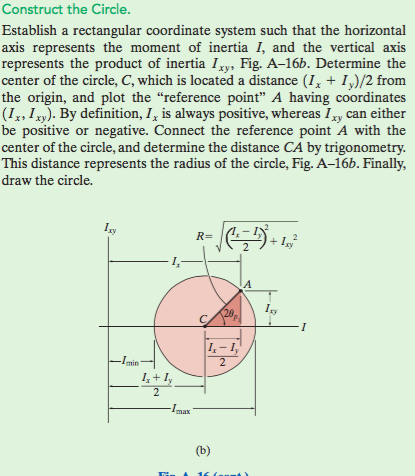 Construct the Circle.
Establish a rectangular coordinate system such that the horizontal
axis represents the moment of inertia I, and the vertical axis
represents the product of inertia Ixy, Fig. A–16b. Determine the
center of the circle, C, which is located a distance (Ix + Iy)/2 from
the origin, and plot the “reference point” A having coordinates
(Ix, Ixy). By definition, Ix is always positive, whereas Ixy can either
be positive or negative. Connect the reference point A with the
center of the circle, and determine the distance CA by trigonometry.
This distance represents the radius of the circle, Fig. A–16b. Finally,
draw the circle.
Ixy
R= √((Ix − Iy)/2)² + Ixy²
Ix
A
C
2θp1
Ixy
I
(Ix − Iy)/2
Imin
(Ix + Iy)/2
Imax
(b)
Fig. A–16 (cont.)